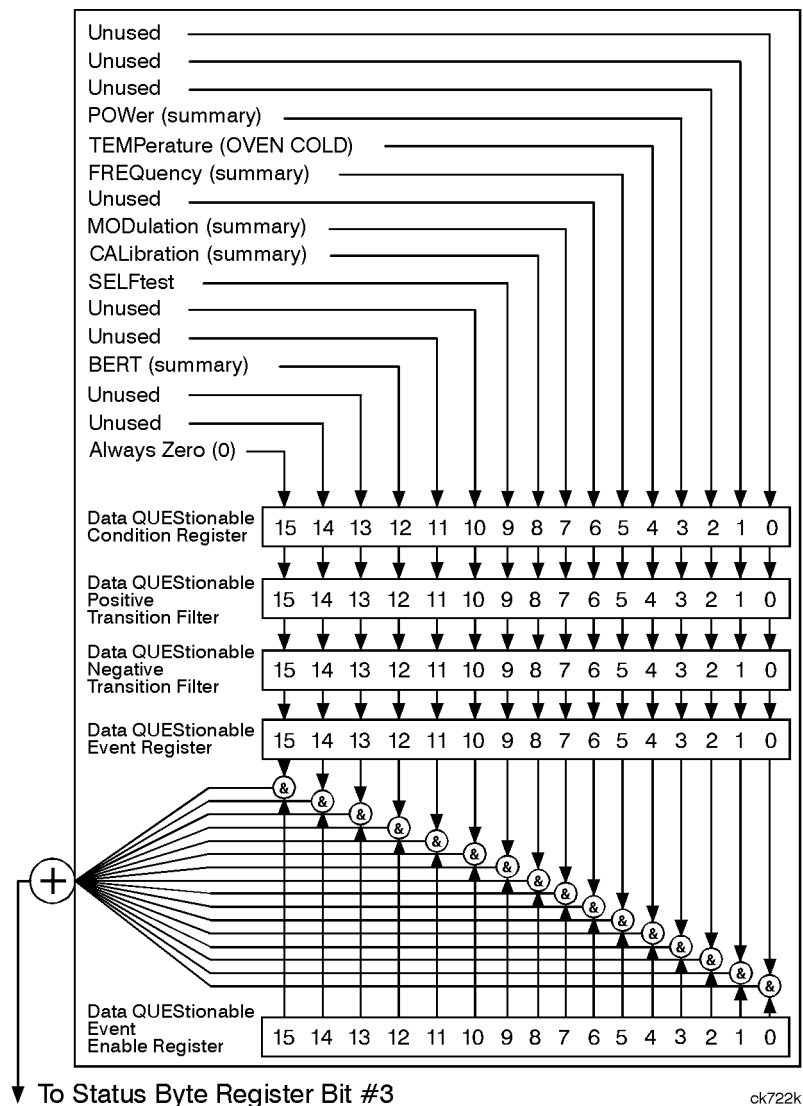 Unused
Unused
Unused
POWer (summary)
TEMPerature (OVEN COLD)
FREQuency (summary)
Unused
MODulation (summary)
CALibration (summary)
SELFtest
Unused
Unused
BERT (summary)
Unused
Unused
Always Zero (0)
Data QUEStionable
Condition Register
15 14 13 12 11 10 9 8 7 6 5 4 3 2 1 0
Data QUEStionable
Positive
Transition Filter
15 14 13 12 11 10 9 8 7 6 5 4 3 2 1 0
Data QUEStionable
Negative
Transition Filter
15 14 13 12 11 10 9 8 7 6 5 4 3 2 1 0
Data QUEStionable
Event Register
15 14 13 12 11 10 9 8 7 6 5 4 3 2 1 0
& & & & & & & & & & & & & & & &
+
Data QUEStionable
Event
Enable Register
15 14 13 12 11 10 9 8 7 6 5 4 3 2 1 0
To Status Byte Register Bit #3
ck722k